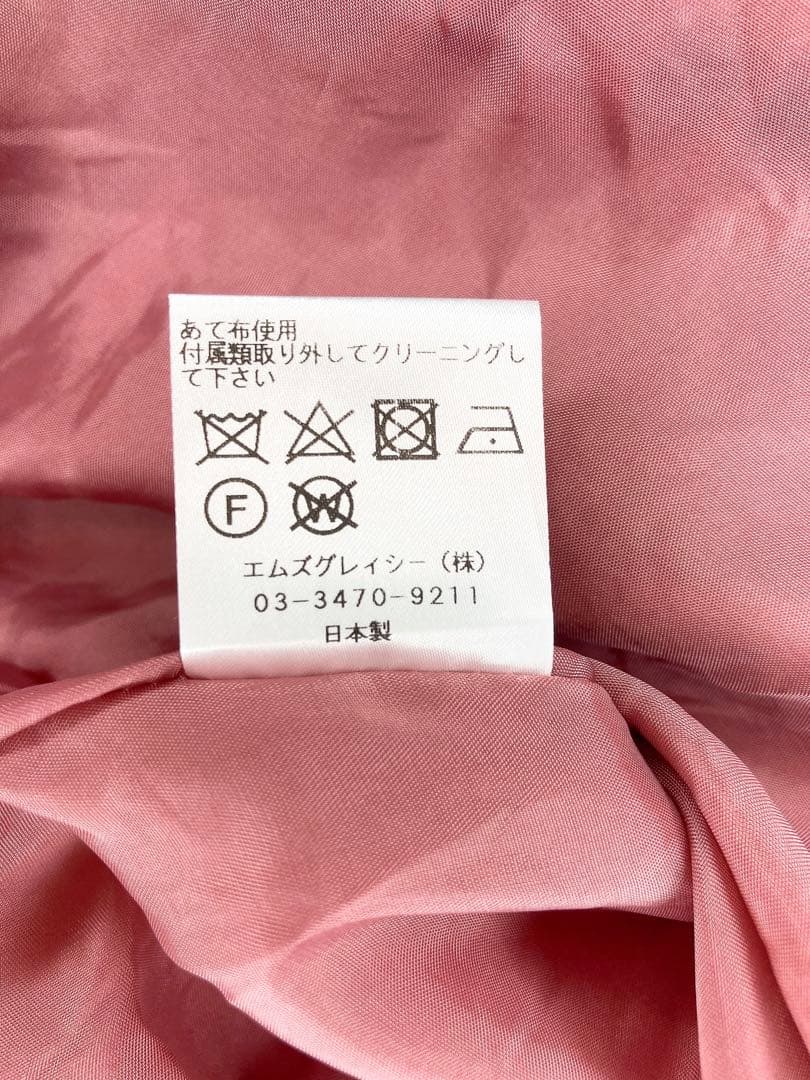 あて布使用
付属類取り外してクリーニングし
て下さい
F W
エムズグレイシー（株）
03-3470-9211
日本製